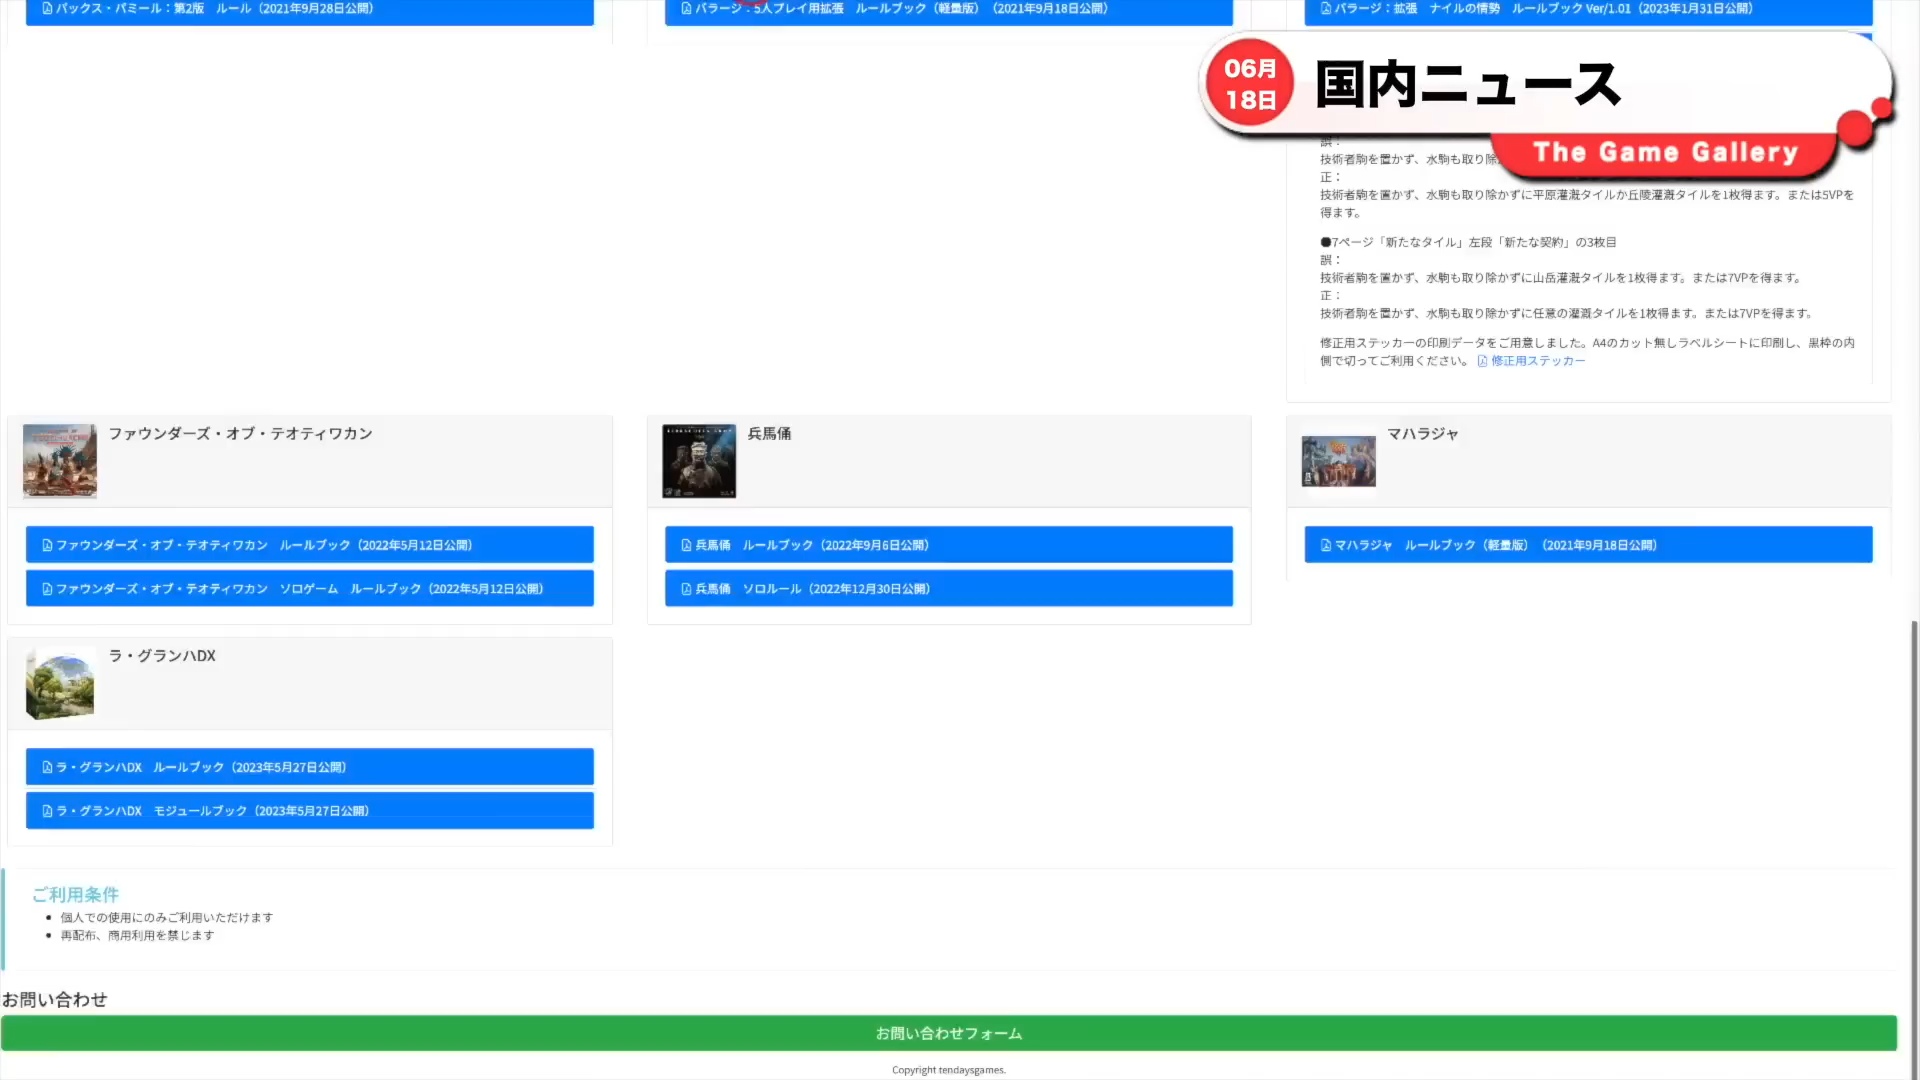 パックス・パミール：第2版　ルール（2021年9月28日公開）
バラージ：5人プレイ用拡張　ルールブック（軽量版）（2021年9月18日公開）
バラージ：拡張　ナイルの情勢　ルールブック Ver/1.01（2023年1月31日公開）
06月
18日
国内ニュース
The Game Gallery
誤：
技術者駒を置かず、水駒も取り除
正：
技術者駒を置かず、水駒も取り除かずに平原灌漑タイルか丘陵灌漑タイルを1枚得ます。または5VPを
得ます。
●7ページ「新たなタイル」左段「新たな契約」の3枚目
誤：
技術者駒を置かず、水駒も取り除かずに山岳灌漑タイルを1枚得ます。または7VPを得ます。
正：
技術者駒を置かず、水駒も取り除かずに任意の灌漑タイルを1枚得ます。または7VPを得ます。
修正用ステッカーの印刷データをご用意しました。A4のカット無しラベルシートに印刷し、黒枠の内
側で切ってご利用ください。 修正用ステッカー
ファウンダーズ・オブ・テオティワカン
ファウンダーズ・オブ・テオティワカン　ルールブック（2022年5月12日公開）
ファウンダーズ・オブ・テオティワカン　ソロゲーム　ルールブック（2022年5月12日公開）
兵馬俑
兵馬俑　ルールブック（2022年9月6日公開）
兵馬俑　ソロルール（2022年12月30日公開）
マハラジャ
マハラジャ　ルールブック（軽量版）（2021年9月18日公開）
ラ・グランハDX
ラ・グランハDX　ルールブック（2023年5月27日公開）
ラ・グランハDX　モジュールブック（2023年5月27日公開）
ご利用条件
個人での使用にのみご利用いただけます
再配布、商用利用を禁じます
お問い合わせ
お問い合わせフォーム
Copyright tendaysgames.